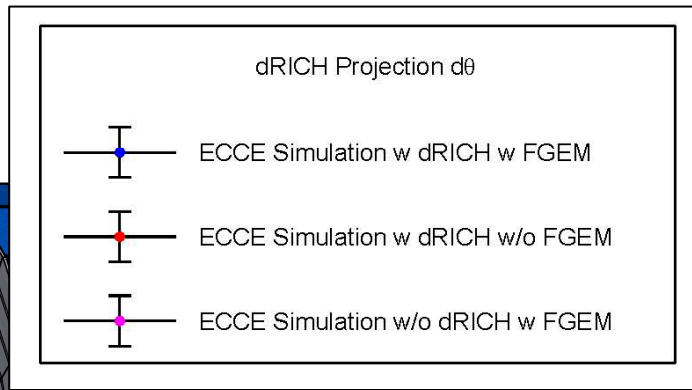 dRICH Projection dθ
ECCE Simulation w dRICH w FGEM
ECCE Simulation w dRICH w/o FGEM
ECCE Simulation w/o dRICH w FGEM